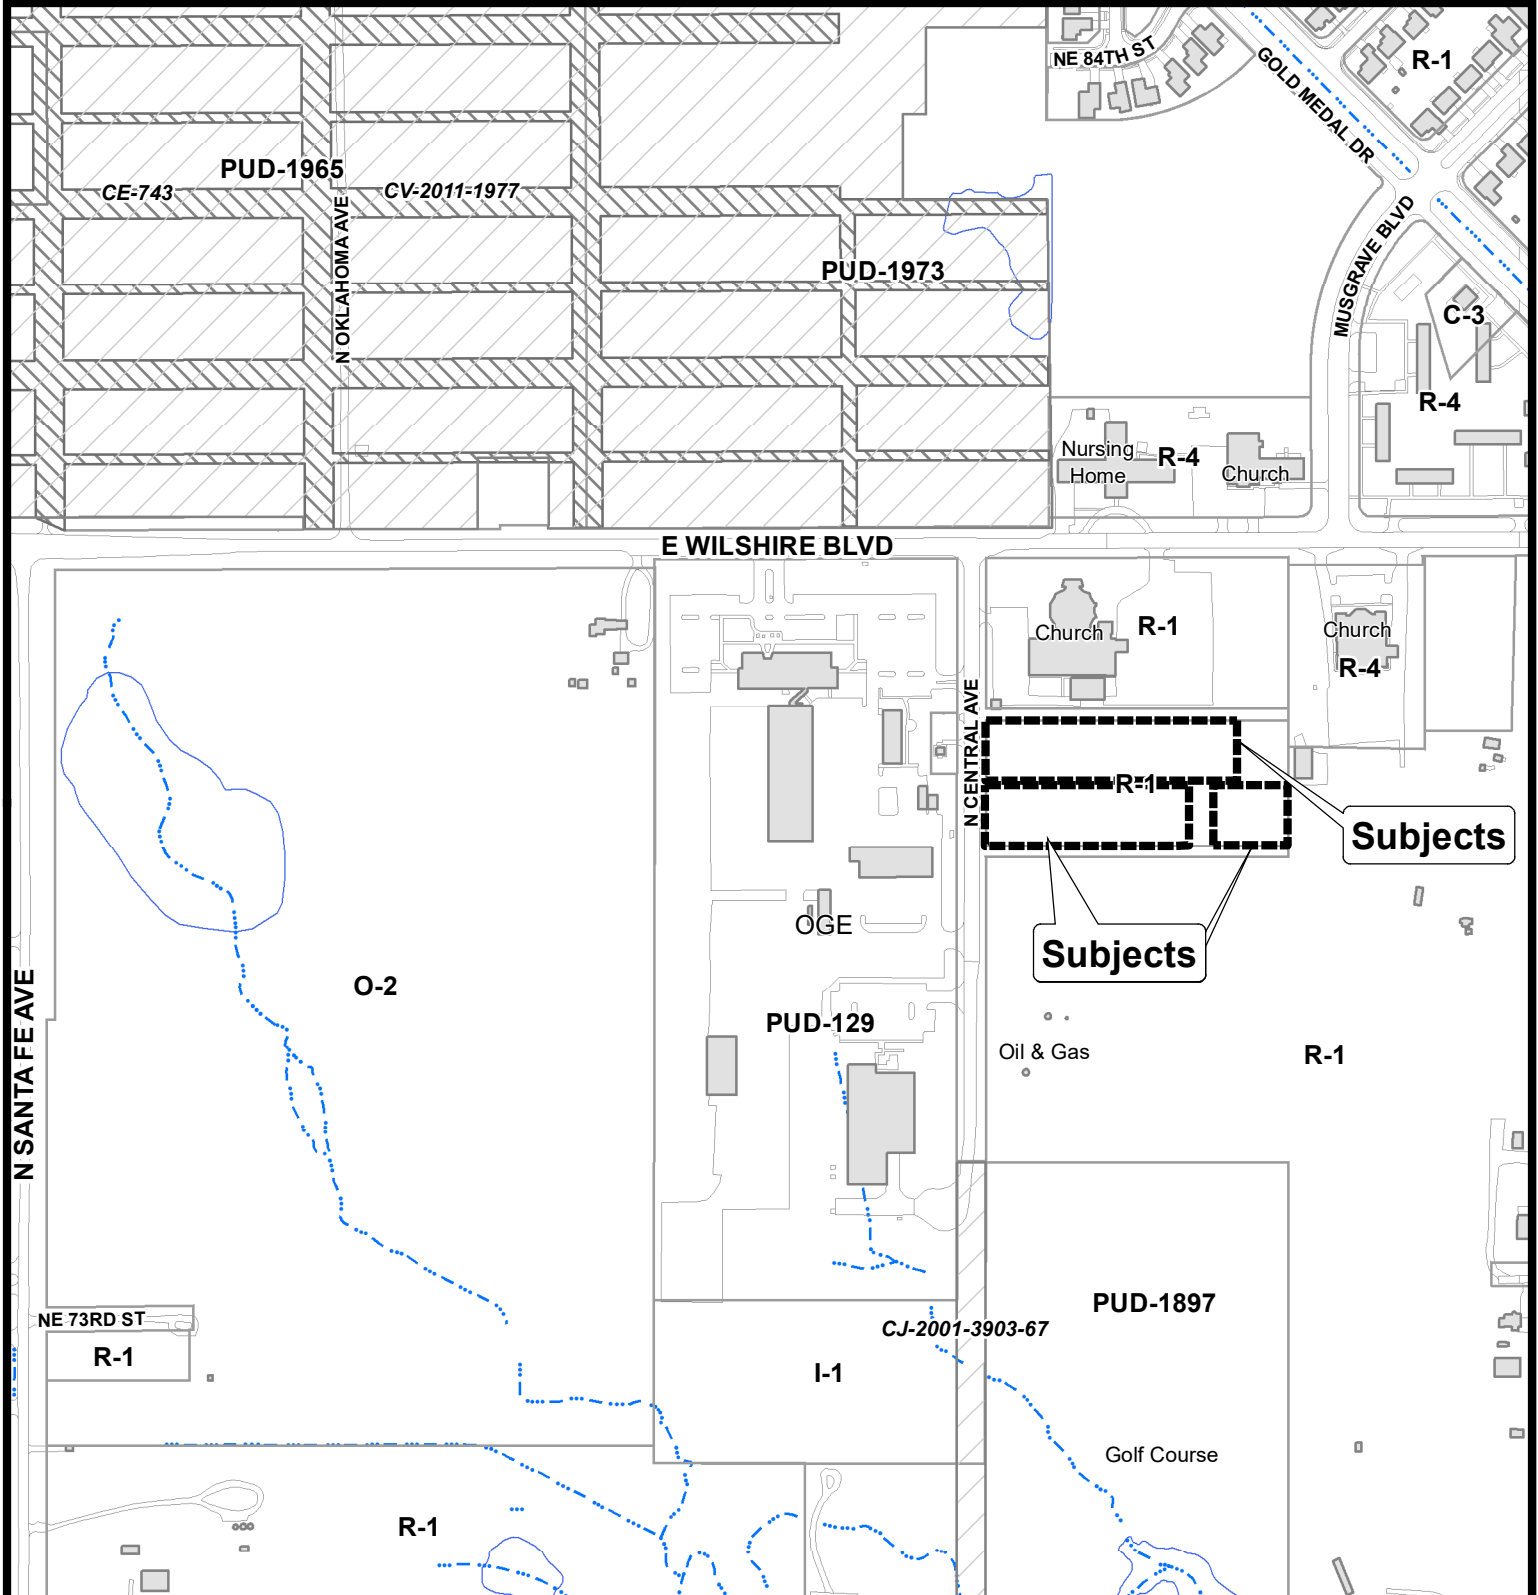 NE 84TH ST
R-1
GOLD MEDAL DR
PUD-1965
CE-743
CV-2011-1977
N OKLAHOMA AVE
MUSGRAVE BLVD
PUD-1973
C-3
R-4
Nursing
Home
R-4
Church
E WILSHIRE BLVD
Church
R-1
Church
R-4
N CENTRAL AVE
R-1
Subjects
OGE
Subjects
N SANTA FE AVE
O-2
PUD-129
Oil & Gas
R-1
PUD-1897
NE 73RD ST
CJ-2001-3903-67
R-1
I-1
Golf Course
R-1